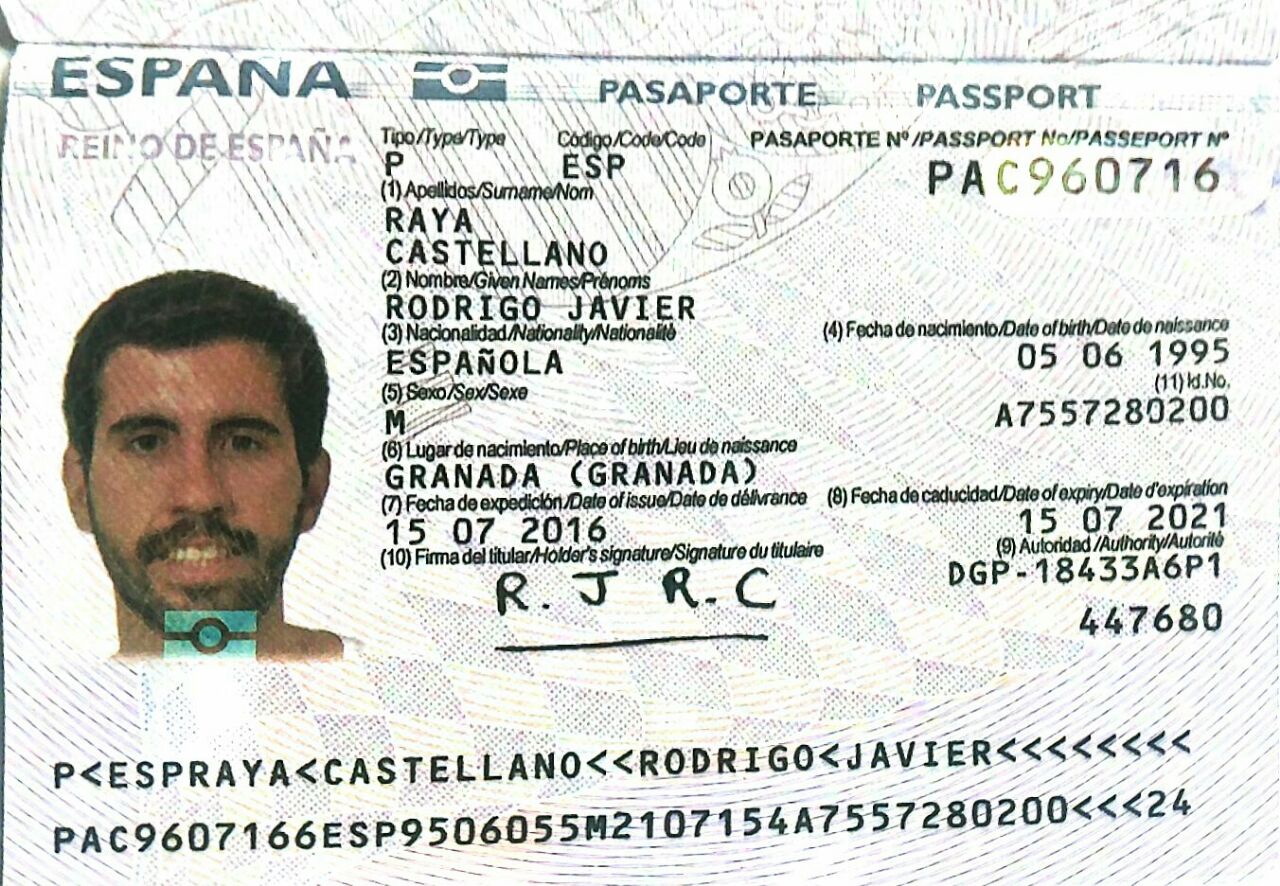 ESPAÑA PASAPORTE PASSPORT
REINO DE ESPAÑA
Tipo/Type/Type Código/Code/Code PASAPORTE Nº/PASSPORT No/PASSEPORT Nº
P ESP PAC960716
(1) Apellidos/Surname/Nom
RAYA
CASTELLANO
(2) Nombre/Given Names/Prénoms
RODRIGO JAVIER
(3) Nacionalidad/Nationality/Nationalité (4) Fecha de nacimiento/Date of birth/Date de naissance
ESPAÑOLA 05 06 1995
(5) Sexo/Sex/Sexe (11) Id.No.
M A7557280200
(6) Lugar de nacimiento/Place of birth/Lieu de naissance
GRANADA (GRANADA)
(7) Fecha de expedición/Date of issue/Date de délivrance (8) Fecha de caducidad/Date of expiry/Date d'expiration
15 07 2016 15 07 2021
(10) Firma del titular/Holder's signature/Signature du titulaire (9) Autoridad/Authority/Autorité
R. J R. C DGP-18433A6P1
447680
P<ESPRAYA<CASTELLANO<<RODRIGO<JAVIER<<<<<<<<
PAC9607166ESP9506055M2107154A7557280200<<<24